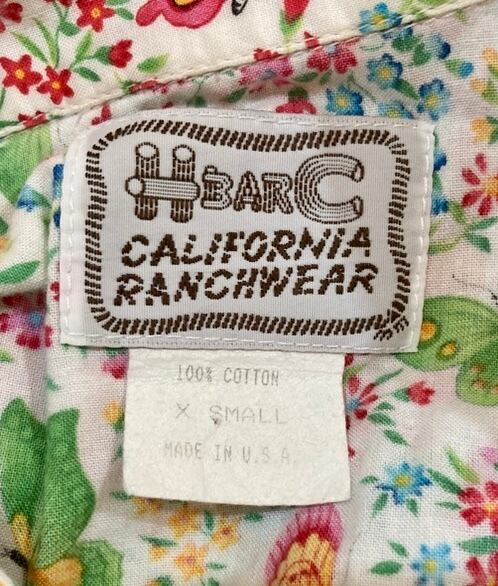 H BAR C
CALIFORNIA
RANCHWEAR
100% COTTON
X SMALL
MADE IN U.S.A.